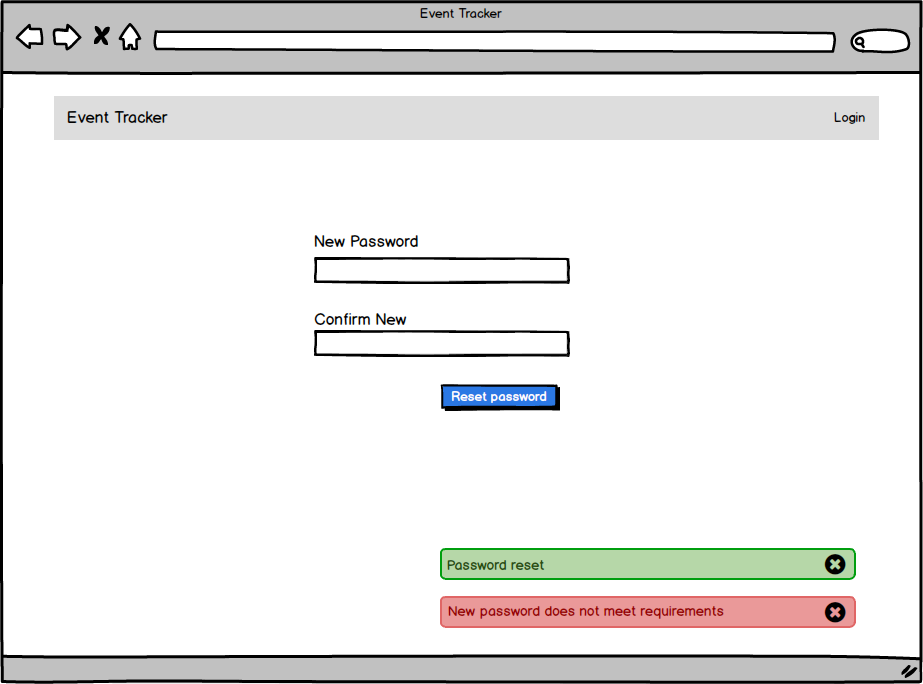 Event Tracker
Event Tracker
Login
New Password
Confirm New
Reset password
Password reset
New password does not meet requirements